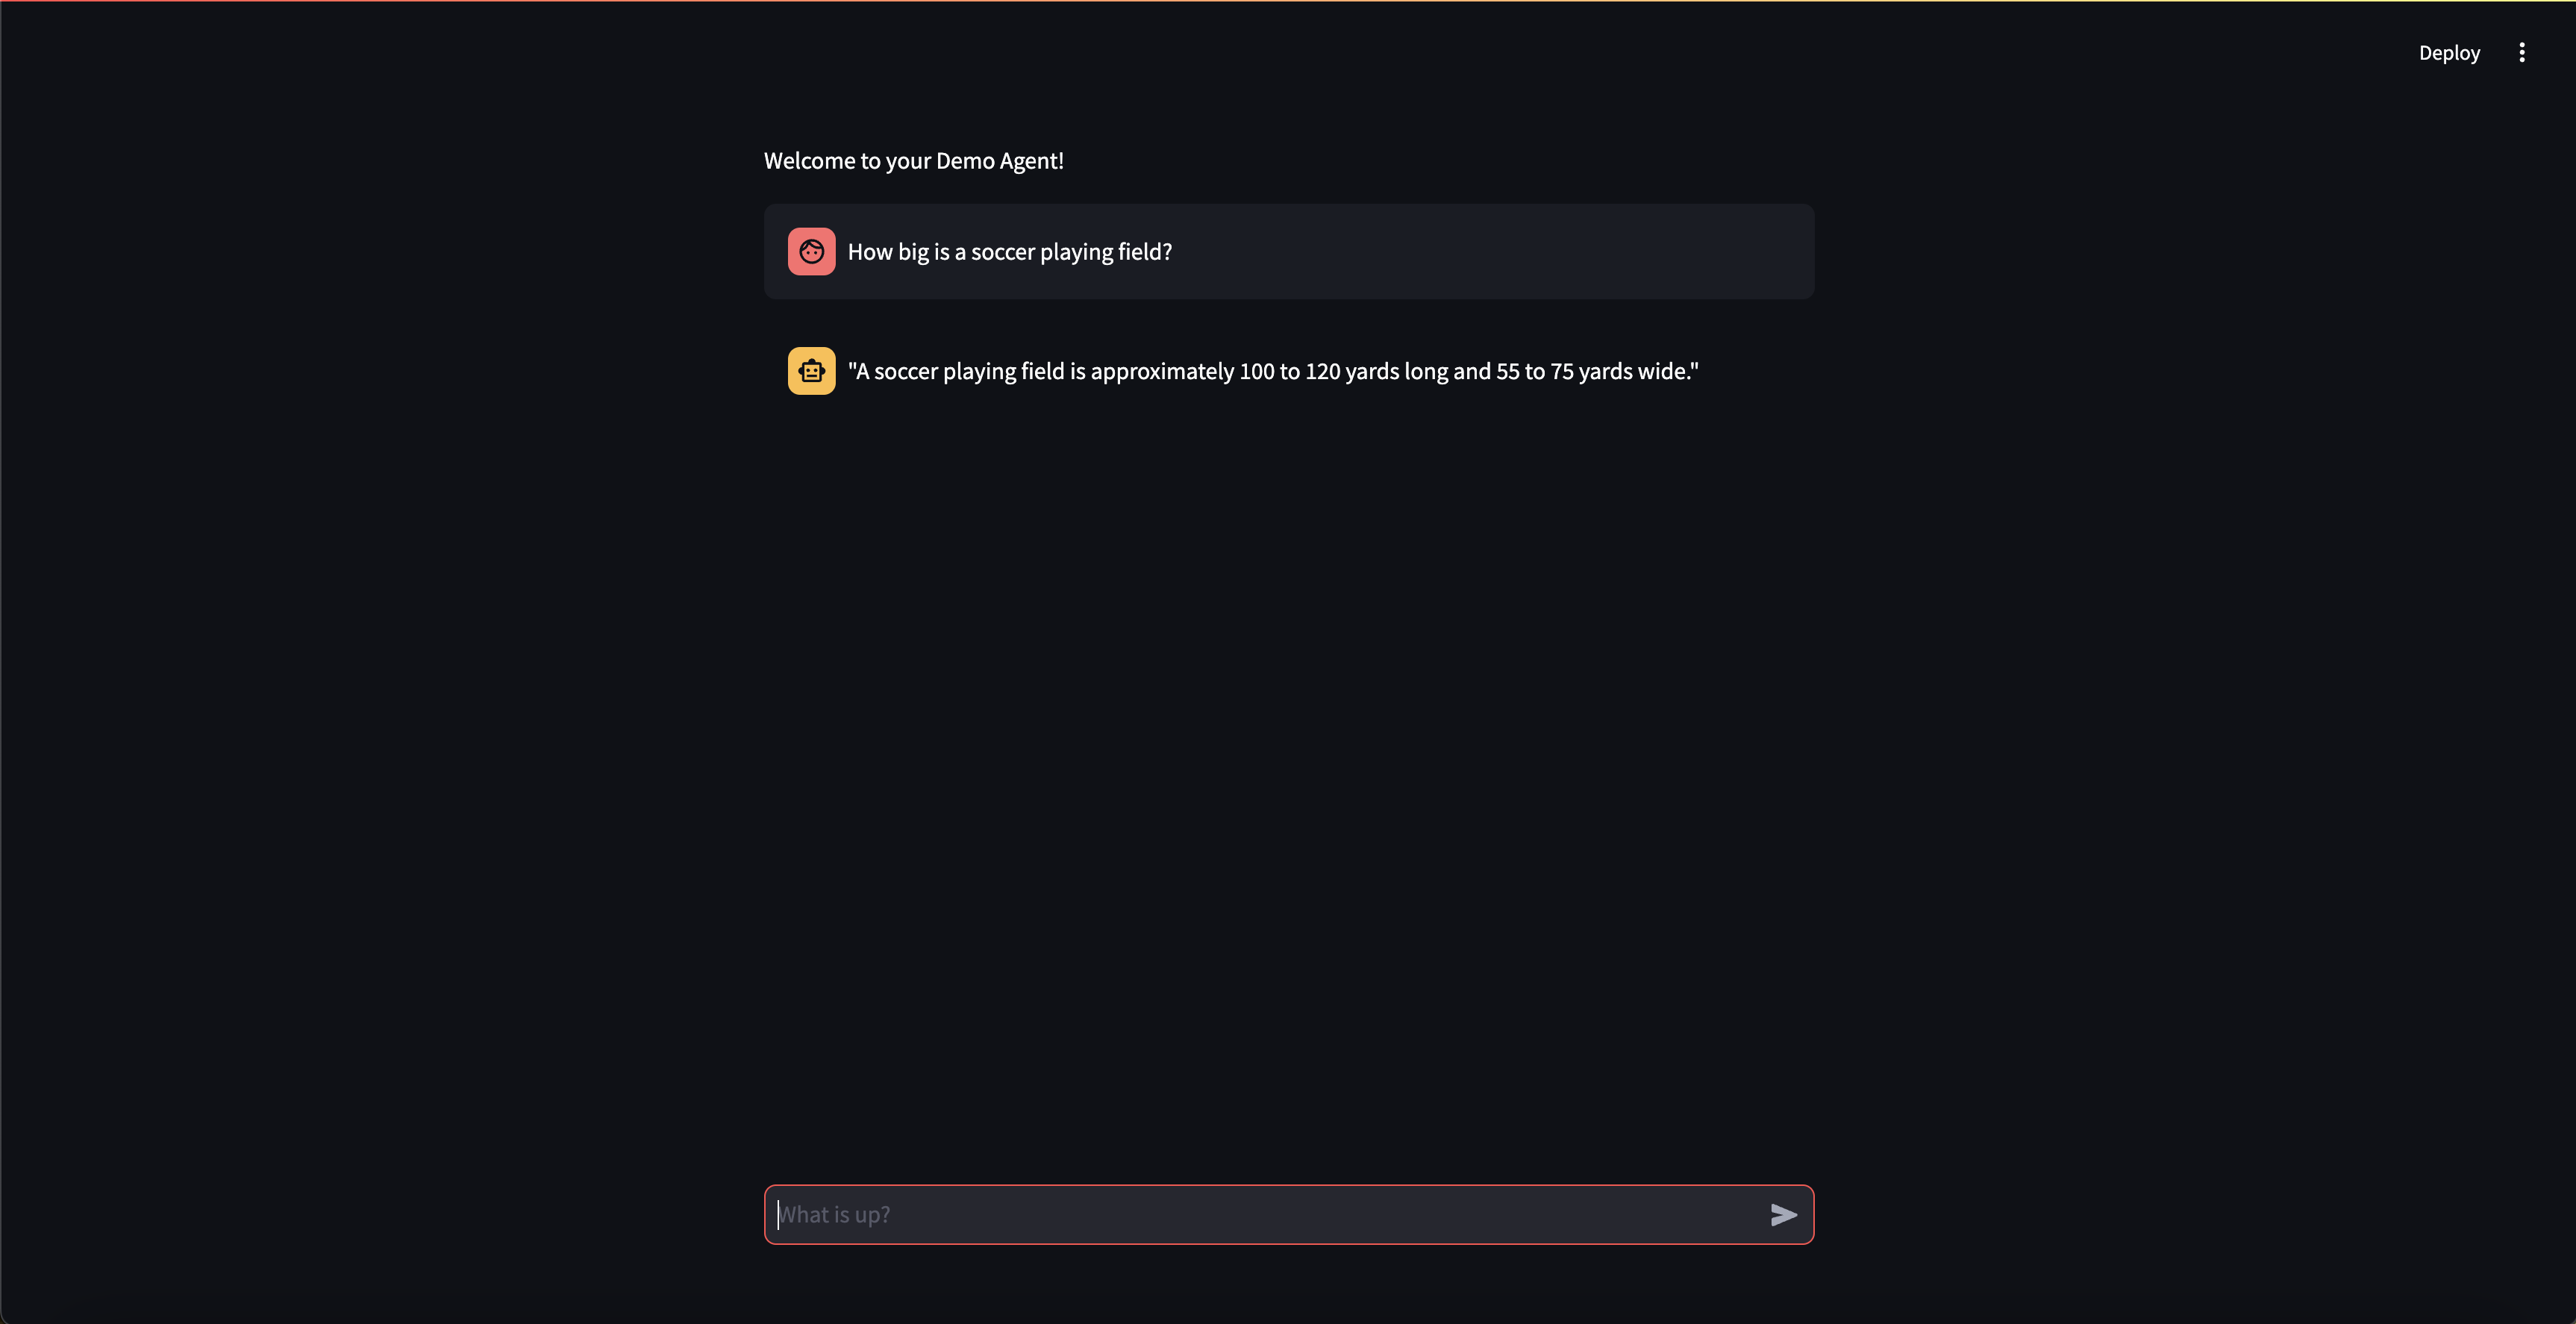 Deploy
Welcome to your Demo Agent!
How big is a soccer playing field?
"A soccer playing field is approximately 100 to 120 yards long and 55 to 75 yards wide."
What is up?